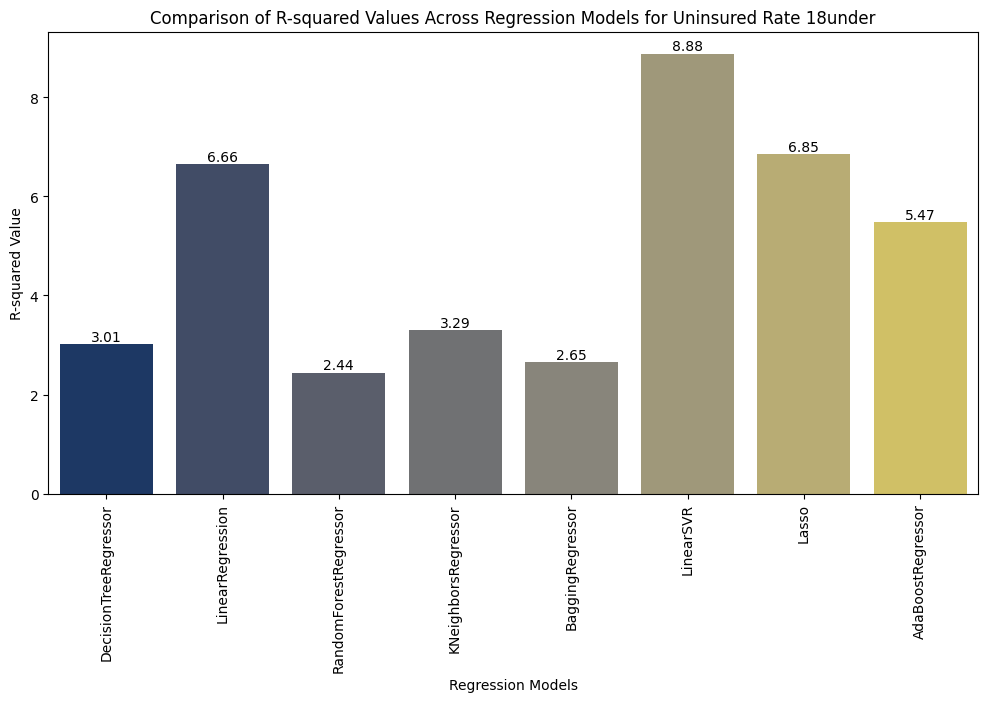 Comparison of R-squared Values Across Regression Models for Uninsured Rate 18under
R-squared Value
8
6
4
2
0
3.01
6.66
2.44
3.29
2.65
8.88
6.85
5.47
DecisionTreeRegressor
LinearRegression
RandomForestRegressor
KNeighborsRegressor
BaggingRegressor
LinearSVR
Lasso
AdaBoostRegressor
Regression Models